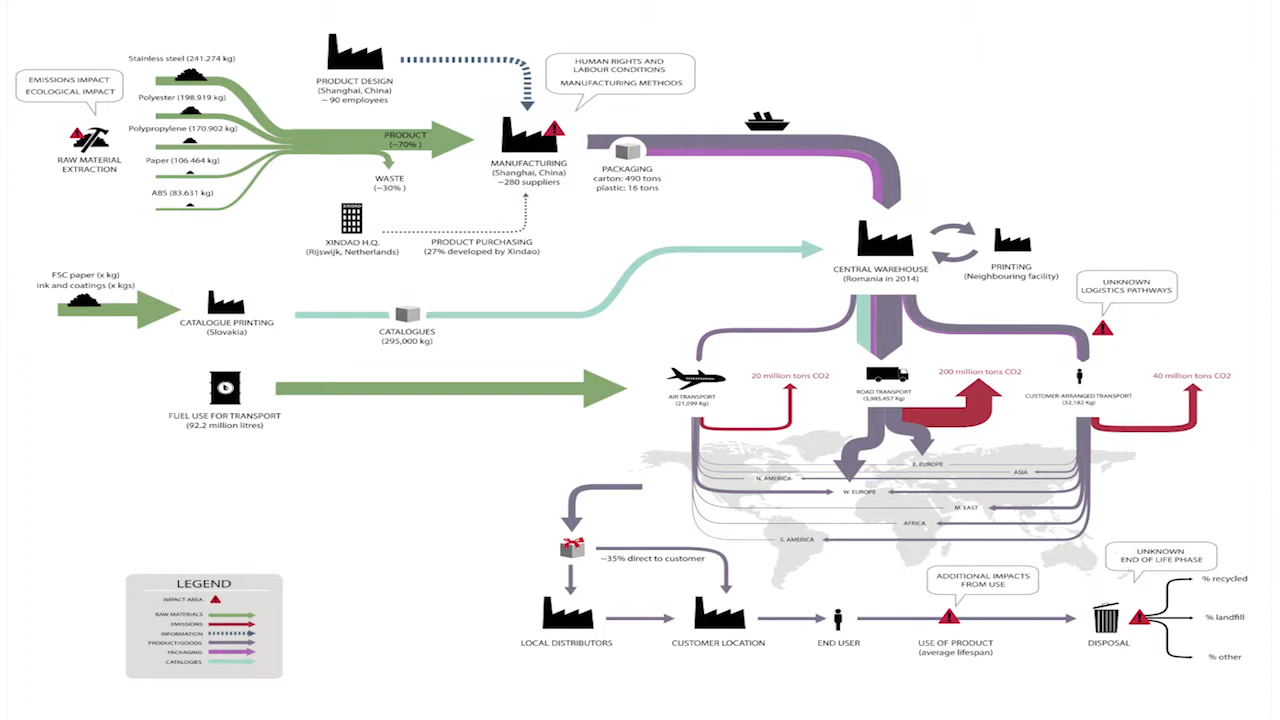 Stainless steel (241.274 kg)
EMISSIONS IMPACT
ECOLOGICAL IMPACT
Polyester (198.919 kg)
Polypropylene (170.902 kg)
RAW MATERIAL
EXTRACTION
Paper (106.464 kg)
ABS (83.631 kg)
PRODUCT DESIGN
(Shanghai, China)
~ 90 employees
HUMAN RIGHTS AND
LABOUR CONDITIONS
MANUFACTURING METHODS
PRODUCT
(~70% )
WASTE
(~30% )
MANUFACTURING
(Shanghai, China)
~280 suppliers
PACKAGING
carton: 490 tons
plastic: 16 tons
XINDAO
XINDAO H.Q.
(Rijswijk, Netherlands)
PRODUCT PURCHASING
(27% developed by Xindao)
CENTRAL WAREHOUSE
(Romania in 2014)
PRINTING
(Neighbouring facility)
UNKNOWN
LOGISTICS PATHWAYS
FSC paper (x kg)
ink and coatings (x kgs)
CATALOGUE PRINTING
(Slovakia)
CATALOGUES
(295,000 kg)
FUEL USE FOR TRANSPORT
(92.2 million litres)
AIR TRANSPORT
(21,099 Kg)
20 million tons CO2
ROAD TRANSPORT
(3,985,457 Kg)
200 million tons CO2
CUSTOMER-ARRANGED TRANSPORT
(32,182 Kg)
40 million tons CO2
E. EUROPE
ASIA
N. AMERICA
W. EUROPE
M. EAST
AFRICA
S. AMERICA
~35% direct to customer
LOCAL DISTRIBUTORS
CUSTOMER LOCATION
END USER
ADDITIONAL IMPACTS
FROM USE
USE OF PRODUCT
(average lifespan)
UNKNOWN
END OF LIFE PHASE
DISPOSAL
% recycled
% landfill
% other
LEGEND
IMPACT AREA
RAW MATERIALS
EMISSIONS
INFORMATION
PRODUCT/GOODS
PACKAGING
CATALOGIES